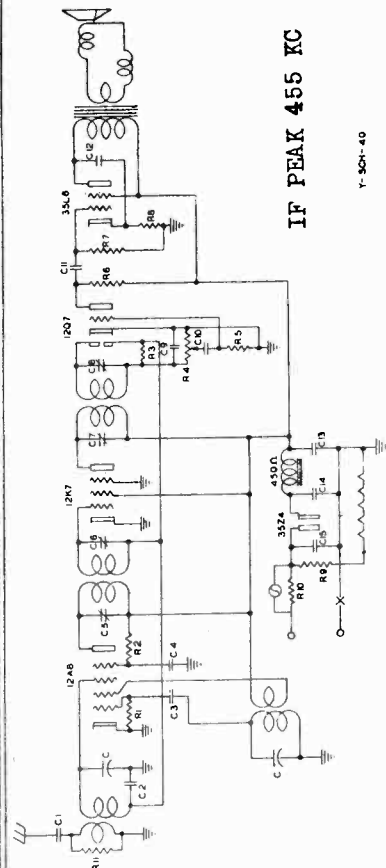 12A8
12K7
12Q7
35L6
C1
R11
C
C2
R1
C3
R2
C4
C5
C6
C7
C8
R3
C9
R4
C10
R5
C11
R6
R7
R8
C12
C
R10
R9
C15
35Z4
C14
450Ω
C13
IF PEAK 455 KC
Y-SCH-40